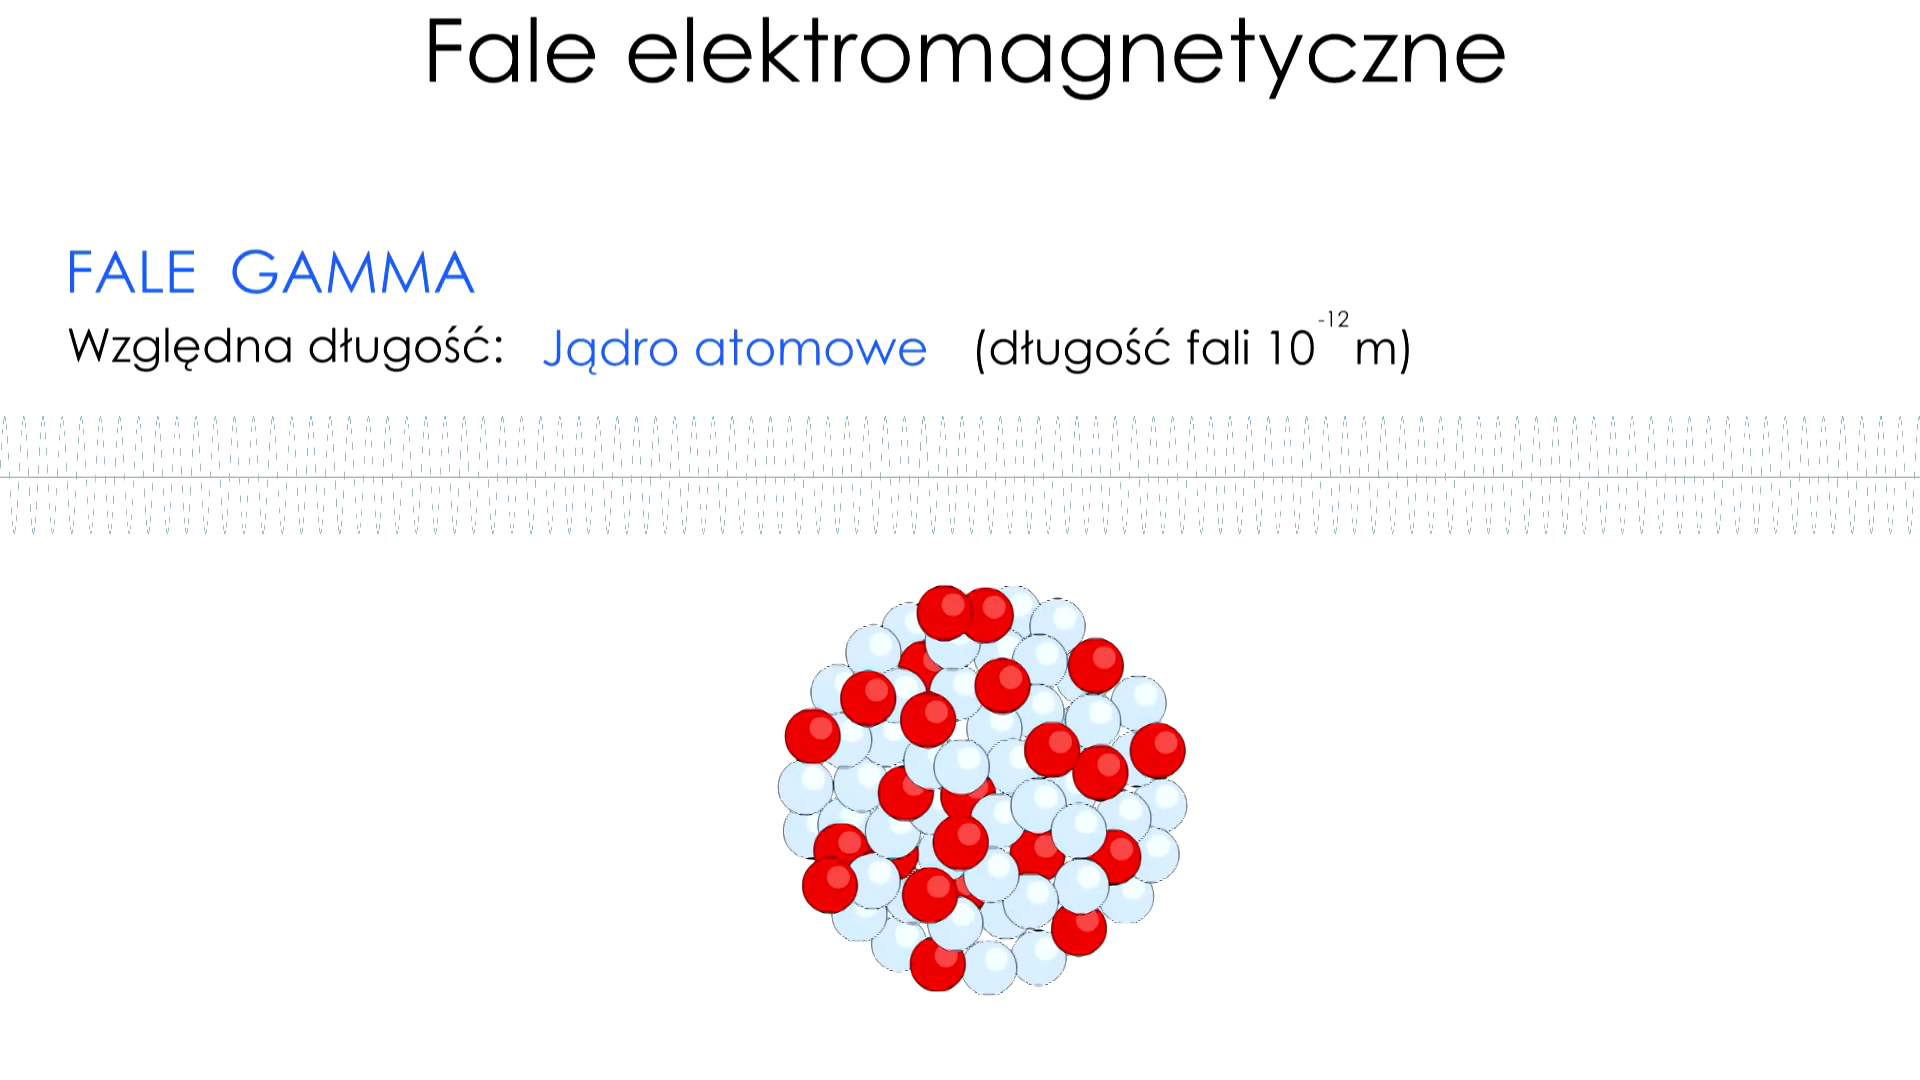 Fale elektromagnetyczne
FALE GAMMA
Względna długość: Jądro atomowe (długość fali 10⁻¹² m)